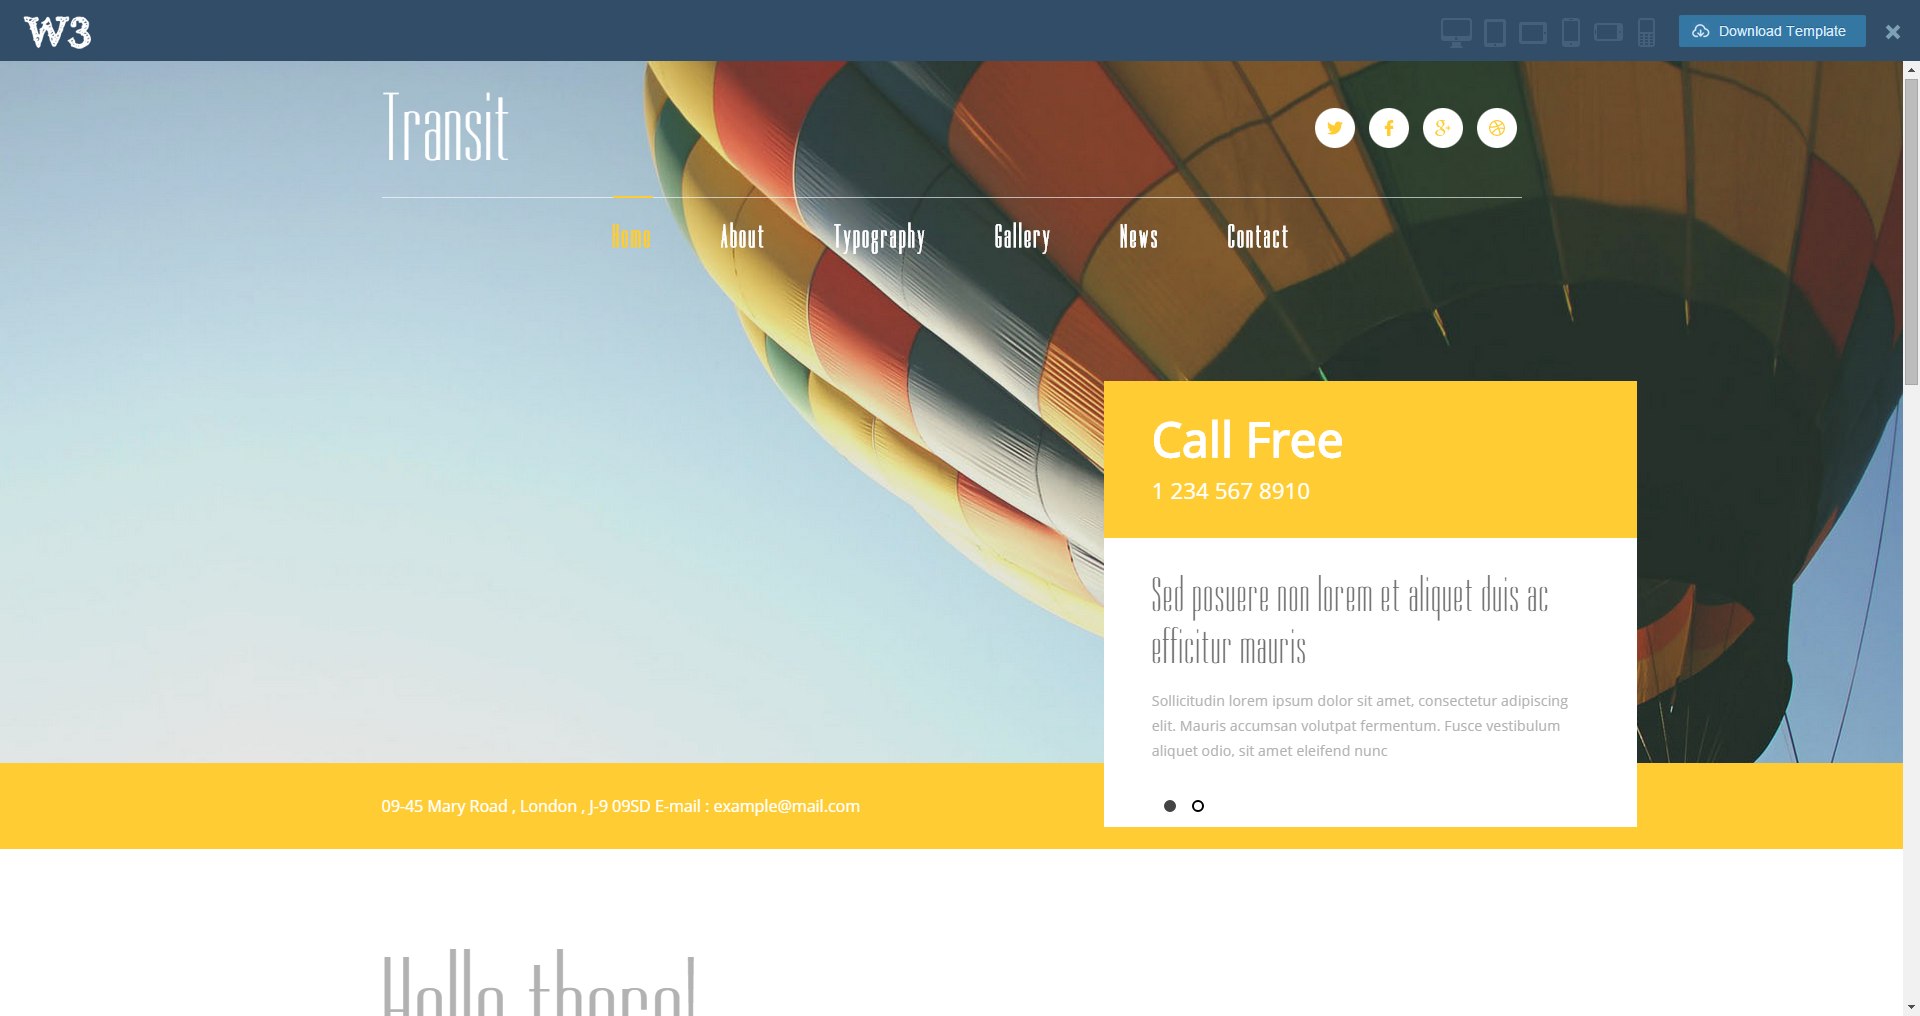 W3
Download Template
Transit
Home About Typography Gallery News Contact
Call Free
1 234 567 8910
Sed posuere non lorem et aliquet duis ac
efficitur mauris
Sollicitudin lorem ipsum dolor sit amet, consectetur adipiscing
elit. Mauris accumsan volutpat fermentum. Fusce vestibulum
aliquet odio, sit amet eleifend nunc
09-45 Mary Road , London , J-9 09SD E-mail : example@mail.com
Hello there!